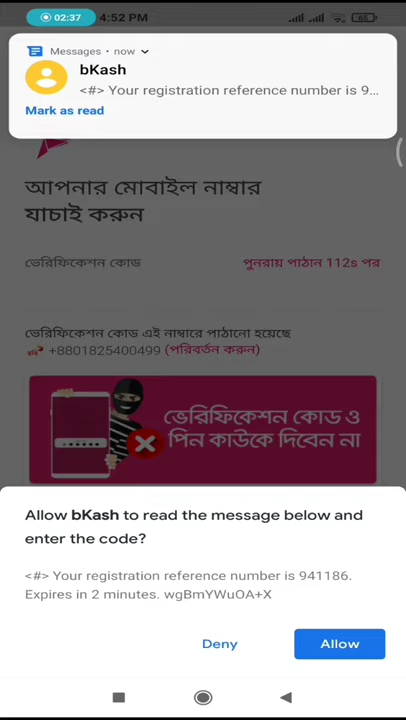 02:37 4:52 PM 65
Messages • now
bKash
<#> Your registration reference number is 9...
Mark as read
আপনার মোবাইল নাম্বার
যাচাই করুন
ভেরিফিকেশন কোড পুনরায় পাঠান 112s পর
ভেরিফিকেশন কোড এই নাম্বারে পাঠানো হয়েছে
+8801825400499 (পরিবর্তন করুন)
ভেরিফিকেশন কোড ও
পিন কাউকে দিবেন না
Allow bKash to read the message below and
enter the code?
<#> Your registration reference number is 941186.
Expires in 2 minutes. wgBmYWuOA+X
Deny Allow